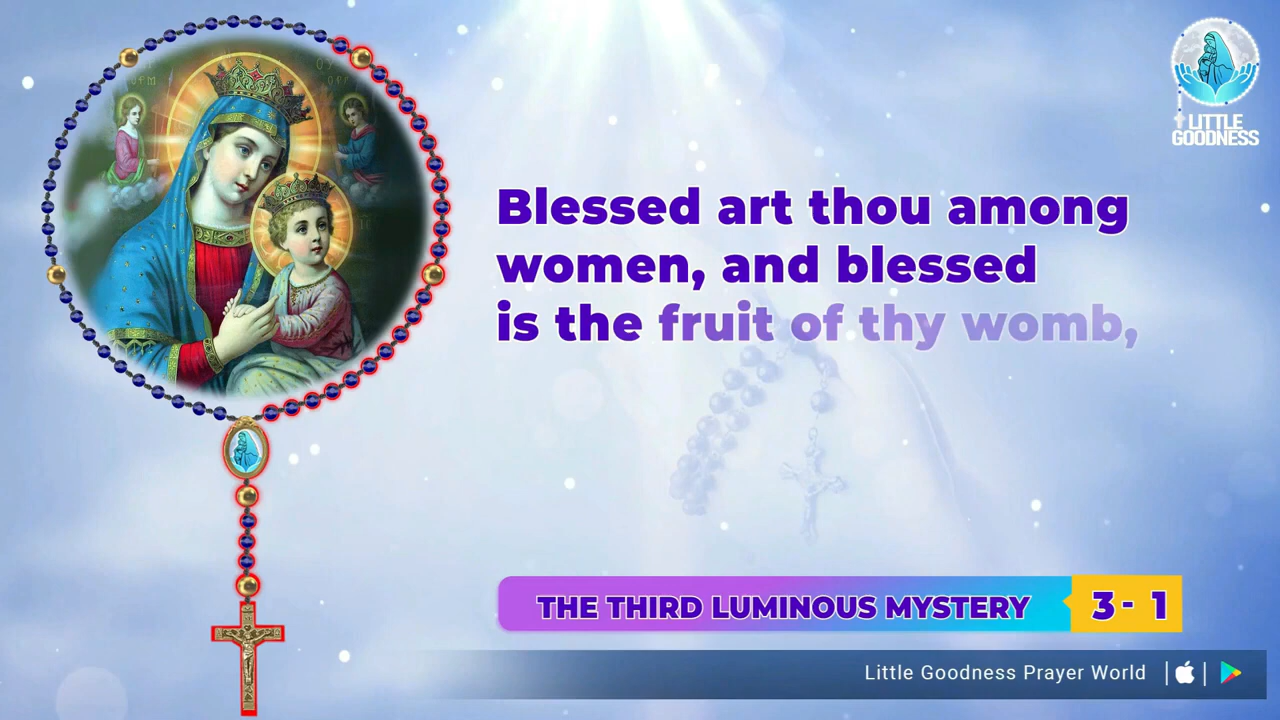 LITTLE
GOODNESS
Blessed art thou among
women, and blessed
is the fruit of thy womb,
THE THIRD LUMINOUS MYSTERY
3 - 1
Little Goodness Prayer World